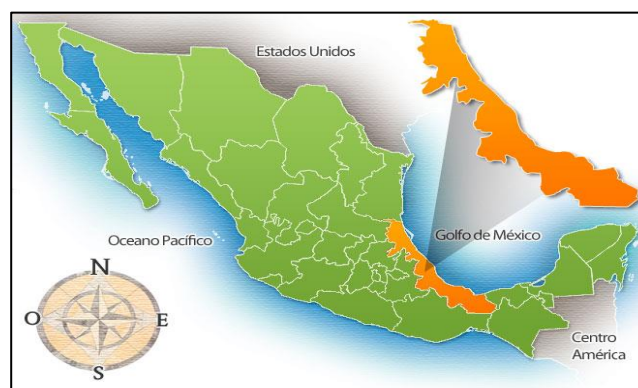 Estados Unidos
Oceano Pacífico
Golfo de México
N
O
E
S
Centro
América